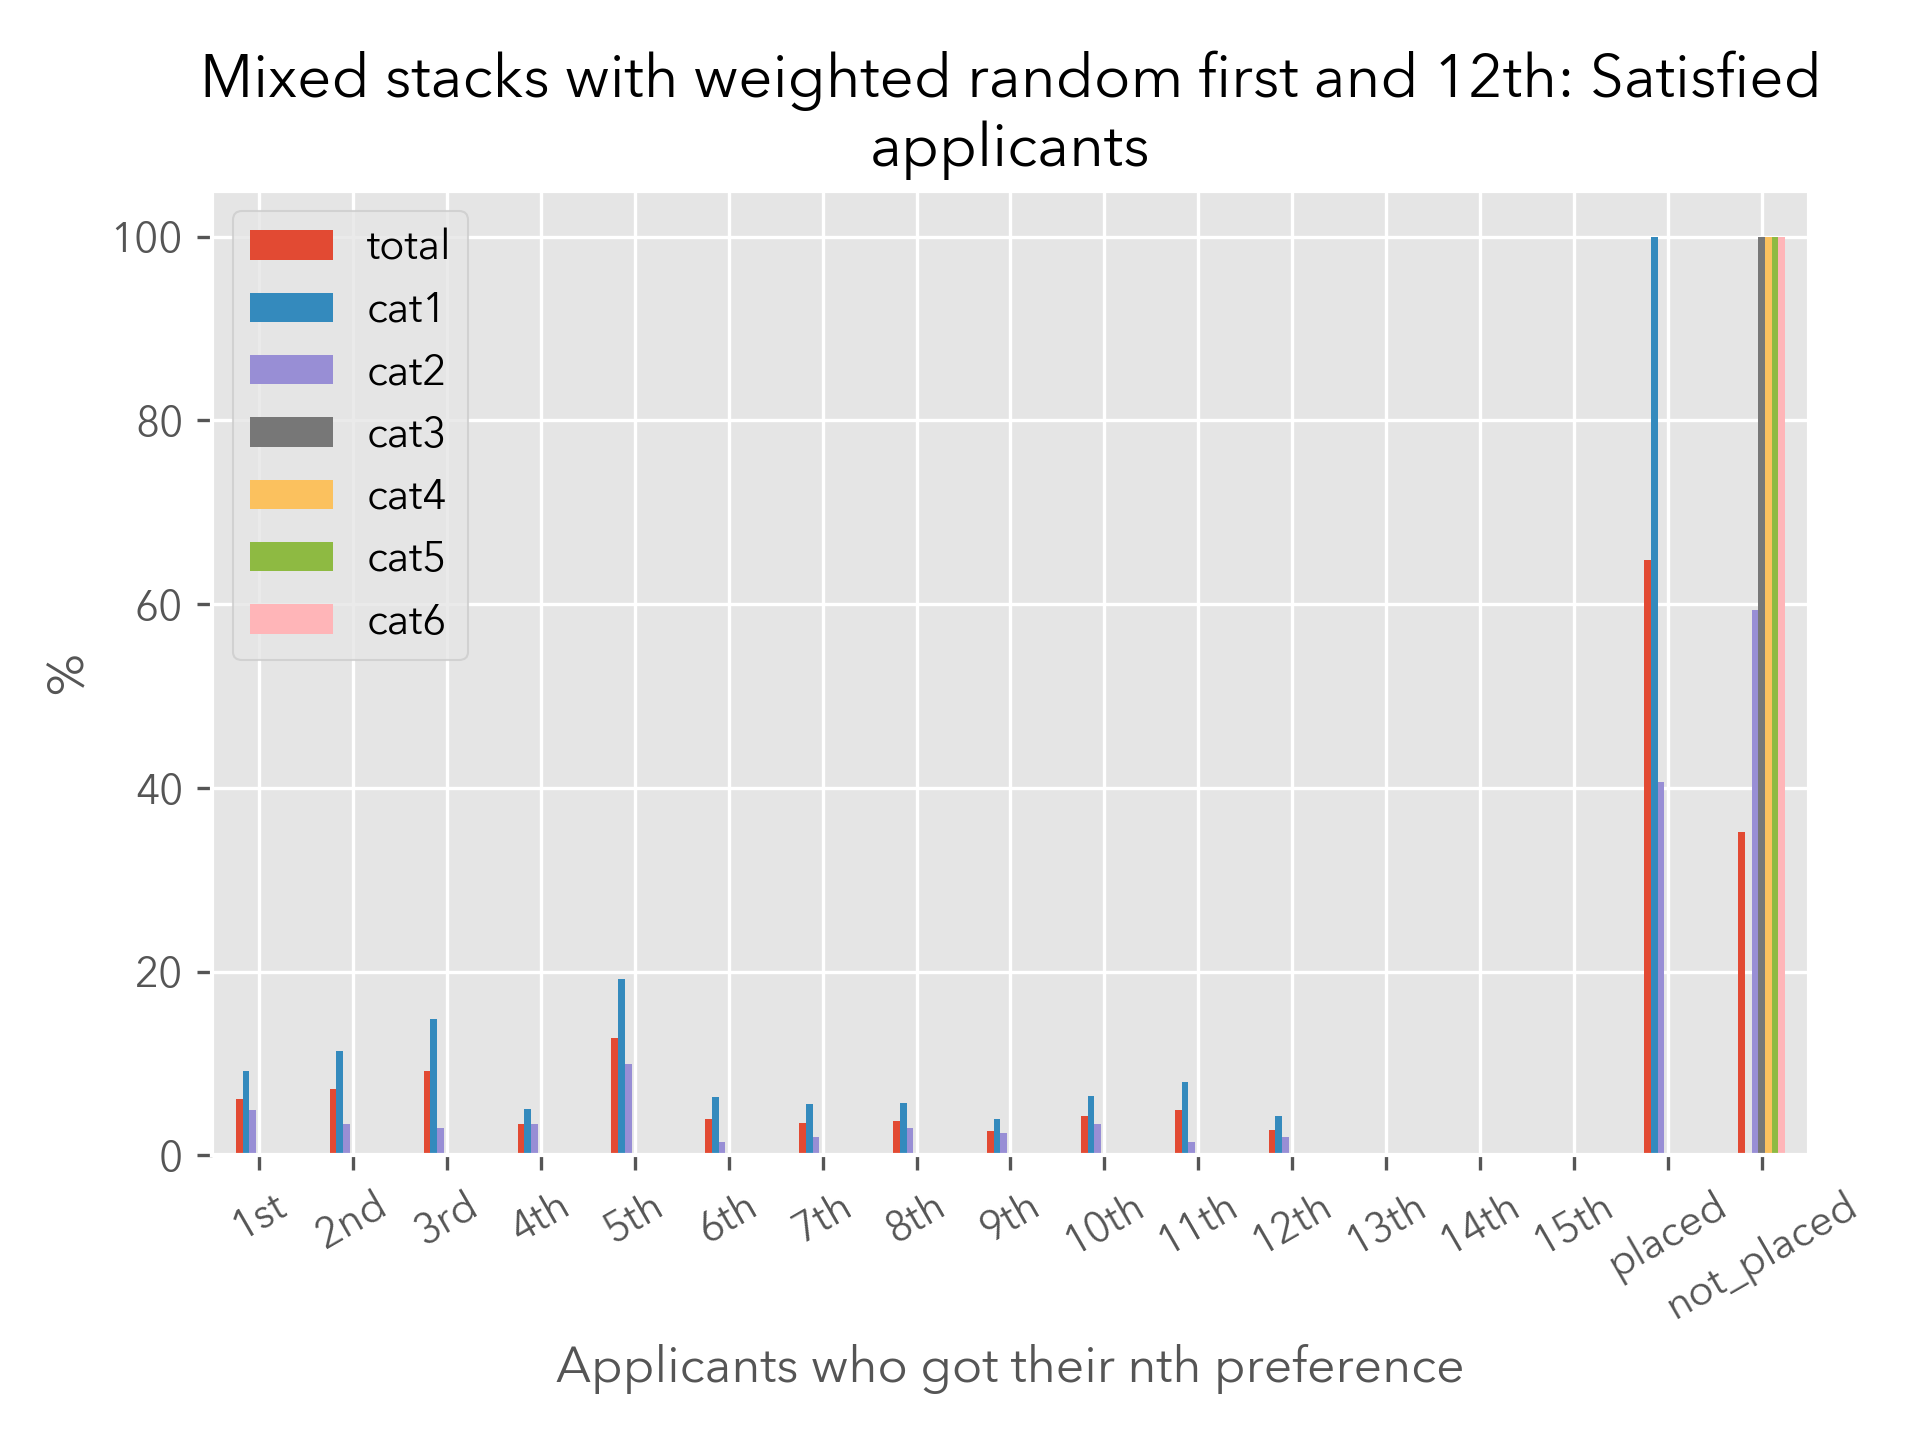 Mixed stacks with weighted random first and 12th: Satisfied
applicants
100
80
60
40
20
0
%
total
cat1
cat2
cat3
cat4
cat5
cat6
1st
2nd
3rd
4th
5th
6th
7th
8th
9th
10th
11th
12th
13th
14th
15th
placed
not_placed
Applicants who got their nth preference